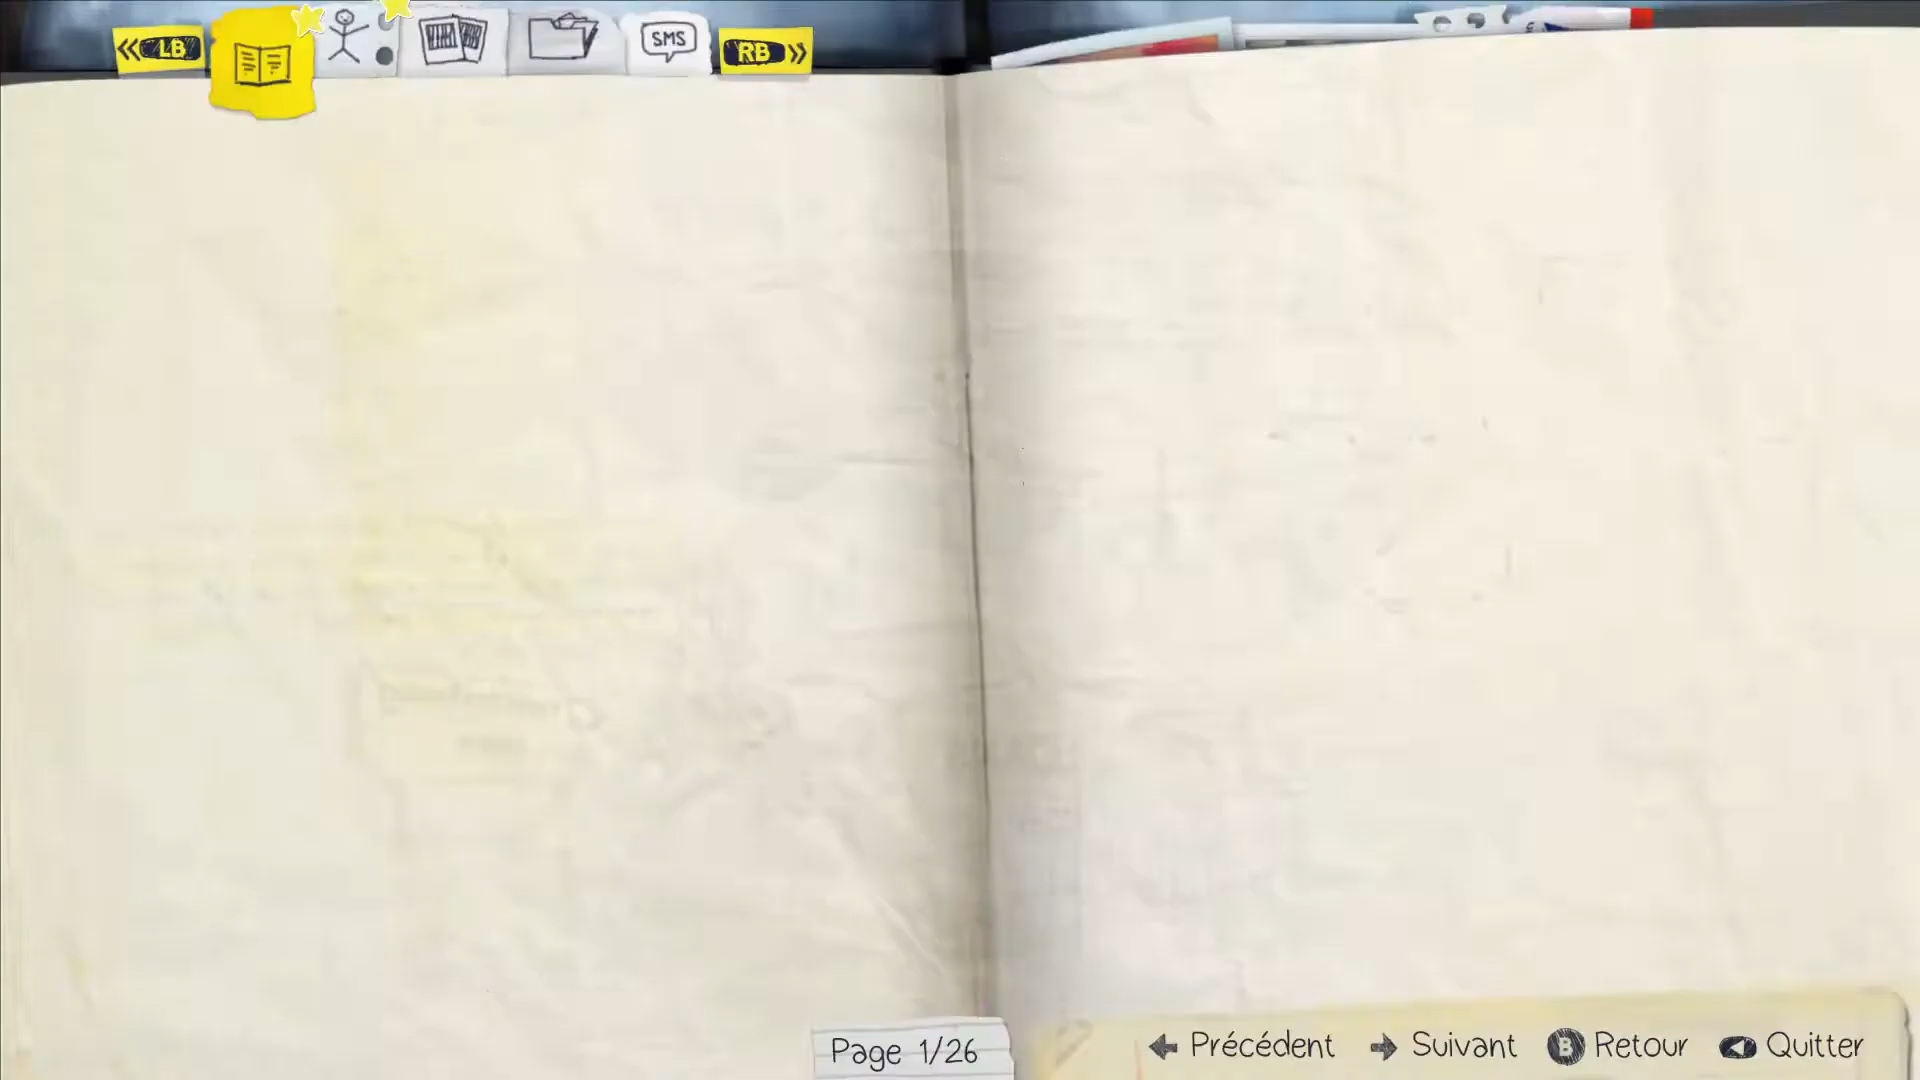 LB
SMS
RB
Page 1/26
Précédent
Suivant
B Retour
Quitter